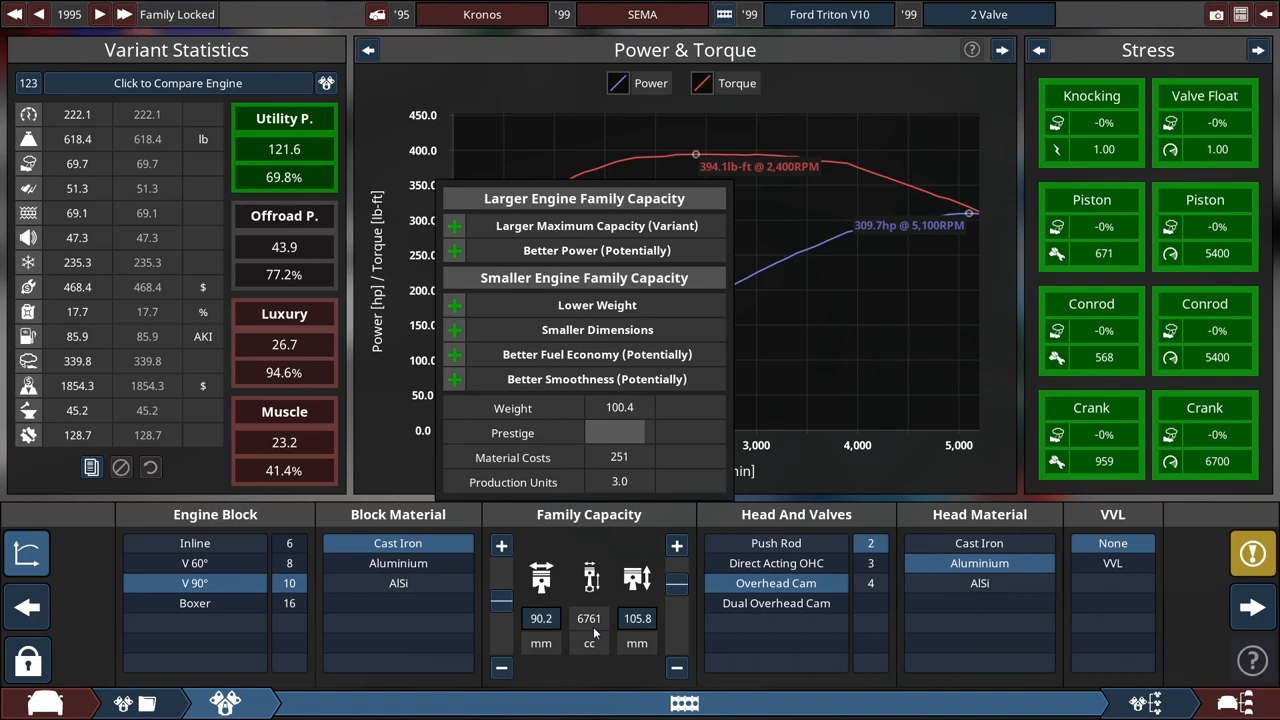 1995 Family Locked '95 Kronos '99 SEMA '99 Ford Triton V10 '99 2 Valve
Variant Statistics
123 Click to Compare Engine
222.1 222.1
618.4 618.4 lb
69.7 69.7
51.3 51.3
69.1 69.1
47.3 47.3
235.3 235.3
468.4 468.4 $
17.7 17.7 %
85.9 85.9 AKI
339.8 339.8
1854.3 1854.3 $
45.2 45.2
128.7 128.7
Utility P.
121.6
69.8%
Offroad P.
43.9
77.2%
Luxury
26.7
94.6%
Muscle
23.2
41.4%
Power & Torque ?
Power Torque
450.0
400.0
350.0
300.0
250.0
200.0
150.0
100.0
50.0
0.0
Power [hp] / Torque [lb-ft]
394.1lb-ft @ 2,400RPM
309.7hp @ 5,100RPM
3,000 4,000 5,000
in]
Larger Engine Family Capacity
Larger Maximum Capacity (Variant)
Better Power (Potentially)
Smaller Engine Family Capacity
Lower Weight
Smaller Dimensions
Better Fuel Economy (Potentially)
Better Smoothness (Potentially)
Weight 100.4
Prestige
Material Costs 251
Production Units 3.0
Stress
Knocking Valve Float
-0% -0%
1.00 1.00
Piston Piston
-0% -0%
671 5400
Conrod Conrod
-0% -0%
568 5400
Crank Crank
-0% -0%
959 6700
Engine Block
Inline 6
V 60° 8
V 90° 10
Boxer 16
Block Material
Cast Iron
Aluminium
AlSi
Family Capacity
90.2 6761 105.8
mm cc mm
Head And Valves
Push Rod 2
Direct Acting OHC 3
Overhead Cam 4
Dual Overhead Cam
Head Material
Cast Iron
Aluminium
AlSi
VVL
None
VVL
?